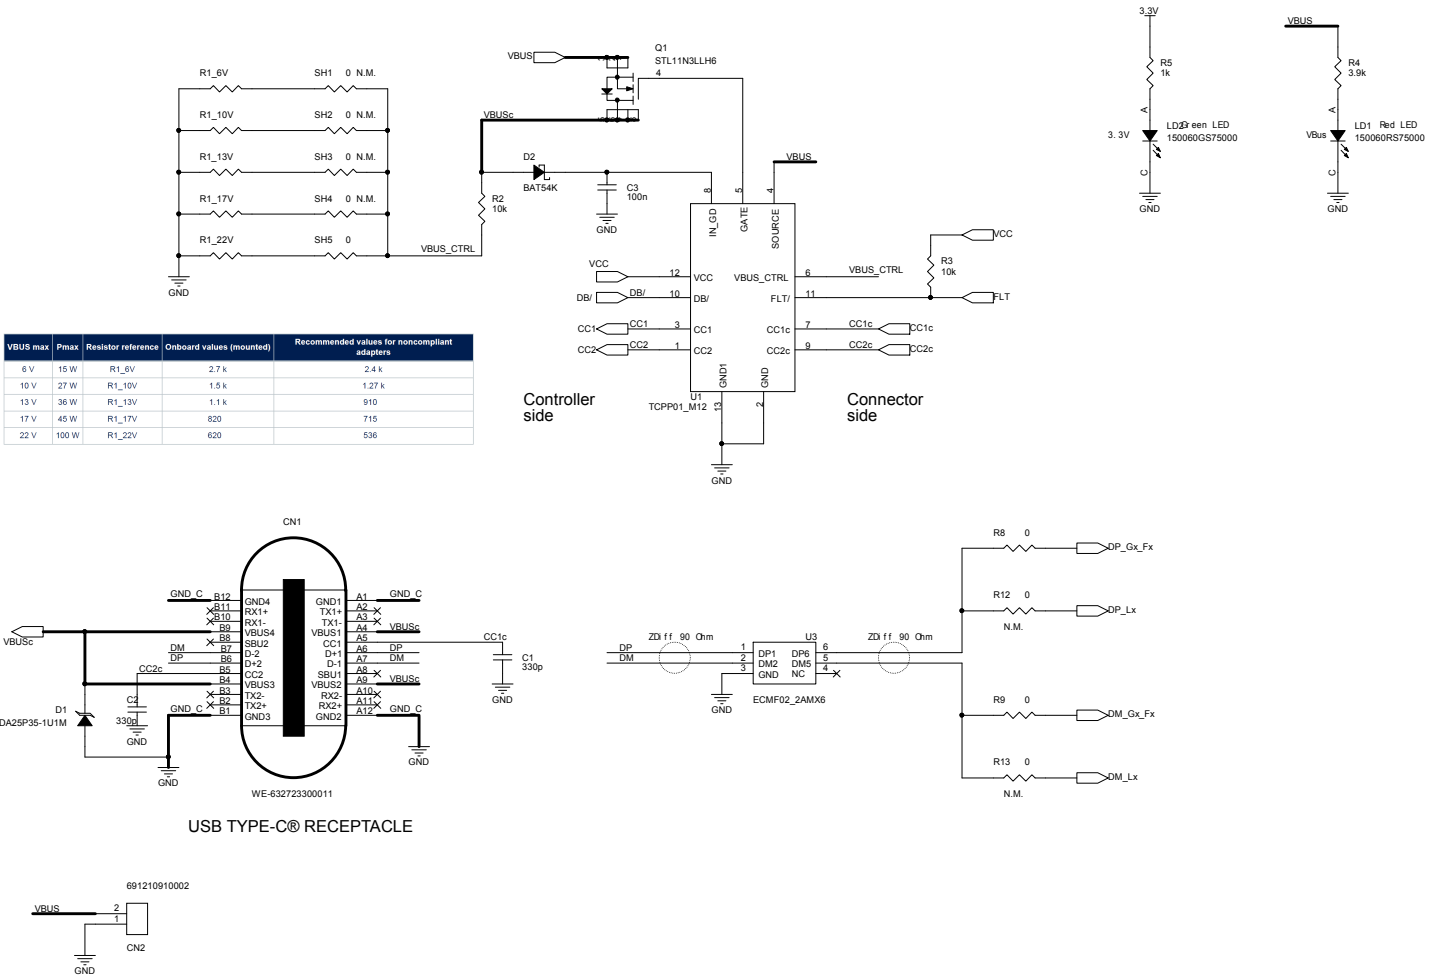 3.3V
VBUS
R5
1k
A
LD2 Green LED
150060GS75000
3.3V
C
GND
R4
3.9k
A
LD1 Red LED
150060RS75000
VBus
C
GND
R1_6V SH1 0 N.M.
R1_10V SH2 0 N.M.
R1_13V SH3 0 N.M.
R1_17V SH4 0 N.M.
R1_22V SH5 0
VBUS_CTRL
GND
VBUS
Q1
STL11N3LLH6
4
VBUSc
D2
BAT54K
R2
10k
C3
100n
GND
VBUS
8 5 4
IN_GD GATE SOURCE
VCC 12 VCC
DB/ DB/ 10 DB/
CC1 CC1 3 CC1
CC2 CC2 1 CC2
VBUS_CTRL 6 VBUS_CTRL
FLT/ 11 FLT
CC1c 7 CC1c CC1c
CC2c 9 CC2c CC2c
R3
10k
VCC
GND1 GND
U1
TCPP01_M12
13 2
GND
Controller
side
Connector
side
VBUS max Pmax Resistor reference Onboard values (mounted) Recommended values for noncompliant
adapters
6 V 15 W R1_6V 2.7 k 2.4 k
10 V 27 W R1_10V 1.5 k 1.27 k
13 V 36 W R1_13V 1.1 k 910
17 V 45 W R1_17V 820 715
22 V 100 W R1_22V 620 536
CN1
GND_C B12 GND4 GND1 A1 GND_C
B11 RX1+ TX1+ A2
B10 RX1- TX1- A3
B9 VBUS4 VBUS1 A4 VBUSc
B8 SBU2 CC1 A5 CC1c
DM B7 D-2 D+1 A6 DP
DP B6 D+2 D-1 A7 DM
CC2c B5 CC2 SBU1 A8
B4 VBUS3 VBUS2 A9 VBUSc
B3 TX2- RX2- A10
B2 TX2+ RX2+ A11
GND_C B1 GND3 GND2 A12 GND_C
VBUSc
C1
330p
GND
C2
330p
GND
D1
DA25P35-1U1M
GND
GND
WE-632723300011
USB TYPE-C® RECEPTACLE
DP
DM
ZDiff 90 Ohm
U3
1 DP1 DP6 6
2 DM2 DM5 5
3 GND NC 4
ECMF02_2AMX6
GND
ZDiff 90 Ohm
R8 0
DP_Gx_Fx
R12 0
DP_Lx
N.M.
R9 0
DM_Gx_Fx
R13 0
DM_Lx
N.M.
691210910002
VBUS 2
1
CN2
GND